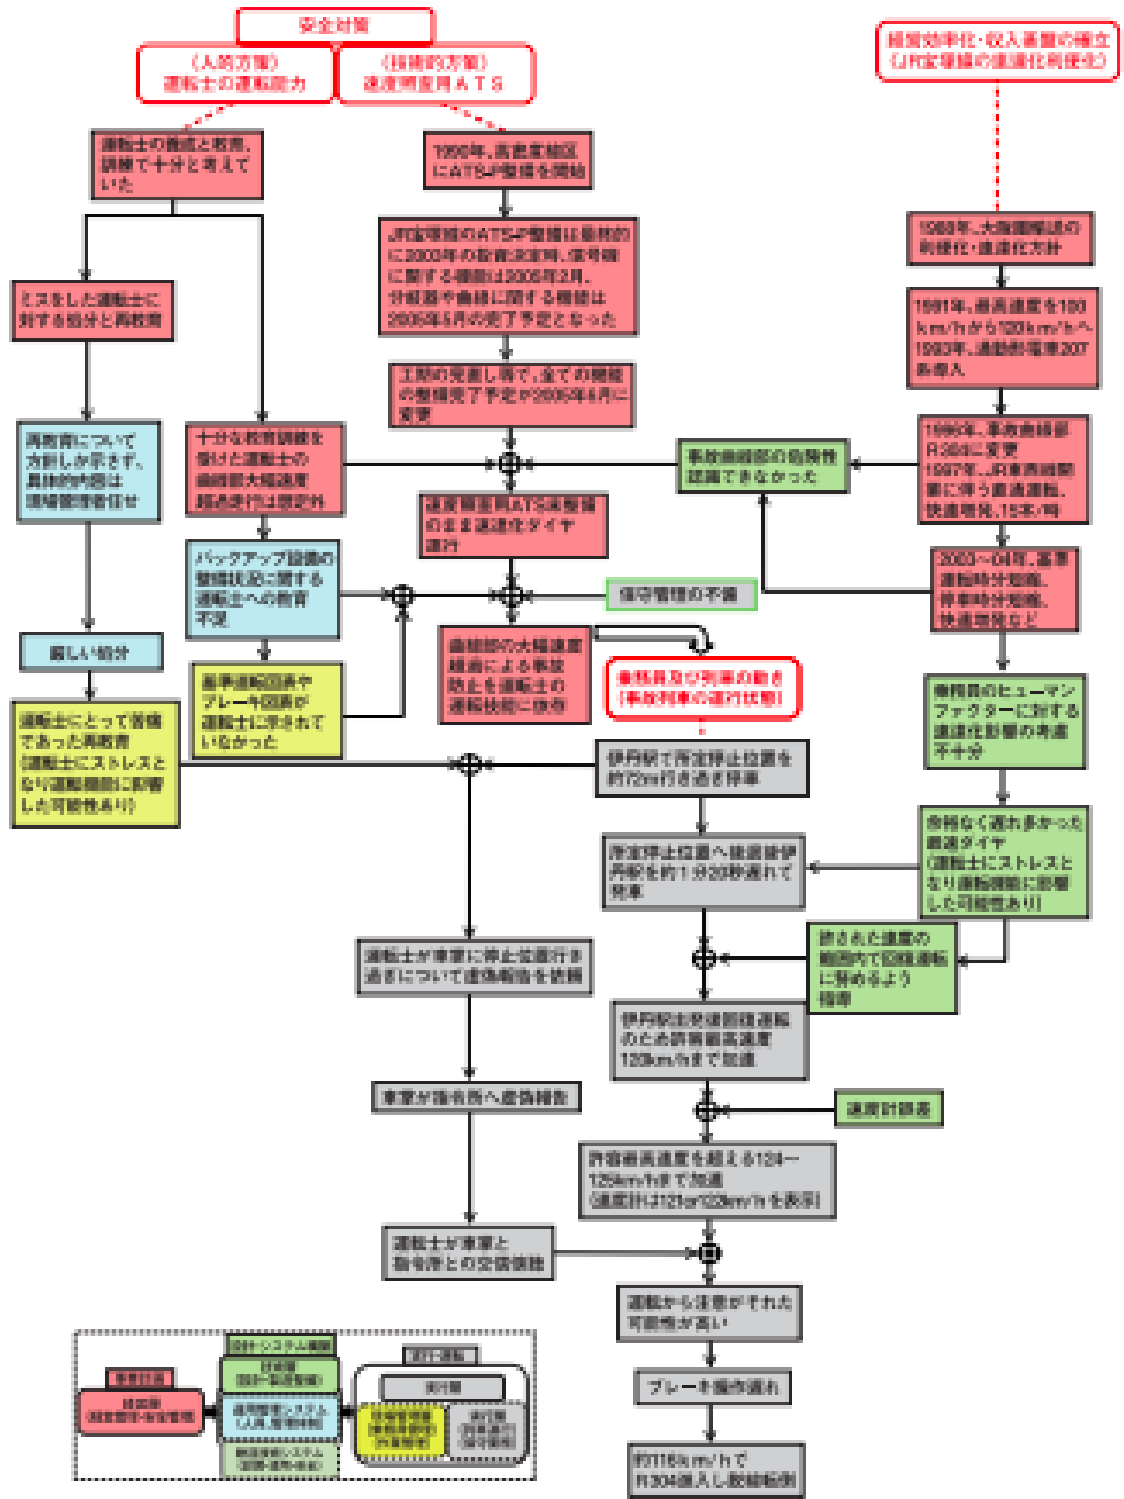 安全対策
(人的方策)
運転士の運転能力
(技術的方策)
速度照査用ATS
経営効率化・収入基盤の確立
(JR宝塚線の速達化利便化)
運転士の養成と教育、
訓練で十分と考えて
いた
1990年、高密度線区
にATS-P整備を開始
1988年、大阪圏輸送の
利便化・速達化方針
JR宝塚線のATS-P整備は最終的
に2003年の投資決定時、信号機
に関する機能は2005年2月、
分岐器や曲線に関する機能は
2005年5月の完了予定となった
ミスをした運転士に
対する処分と再教育
1991年、最高速度を100
km/hから120km/hへ
1993年、通勤形電車207
系導入
工期の見直し等で、全ての機能
の整備完了予定が2005年6月に
変更
再教育について
方針しか示さず、
具体的内容は
現場管理者任せ
十分な教育訓練を
受けた運転士の
曲線部大幅速度
超過走行は想定外
事故曲線部の危険性
認識できなかった
1996年、事故曲線部
R304に変更
1997年、JR東西線開
業に伴う直通運転、
快速増発、15本/時
速度照査用ATS未整備
のまま速達化ダイヤ
運行
バックアップ設備の
整備状況に関する
運転士への教育
不足
保守管理の不備
2003～04年、基準
運転時分短縮、
停車時分短縮、
快速増発など
厳しい処分
曲線部の大幅速度
超過による事故
防止を運転士の
運転技能に依存
乗務員及び列車の動き
(事故列車の運行状態)
基準運転図表や
ブレーキ図表が
運転士に示されて
いなかった
乗務員のヒューマン
ファクターに対する
速達化影響の考慮
不十分
運転士にとって苦痛
であった再教育
(運転士にストレスと
なり運転機能に影響
した可能性あり)
伊丹駅で所定停止位置を
約72m行き過ぎ停車
所定停止位置へ後退後伊
丹駅を約1分20秒遅れて
発車
余裕なく遅れ多かった
最速ダイヤ
(運転士にストレスと
なり運転機能に影響
した可能性あり)
運転士が車掌に停止位置行き
過ぎについて虚偽報告を依頼
許された速度の
範囲内で回復運転
に努めるよう
指導
伊丹駅出発後回復運転
のため許容最高速度
120km/hまで加速
車掌が指令所へ虚偽報告
速度計誤差
許容最高速度を超える124～
125km/hまで加速
(速度計は121or122km/hを表示)
運転士が車掌と
指令所との交信傍聴
運転から注意がそれた
可能性が高い
ブレーキ操作遅れ
約116km/hで
R304進入し脱線転倒
事業計画
経営層
実行・運転
実行層